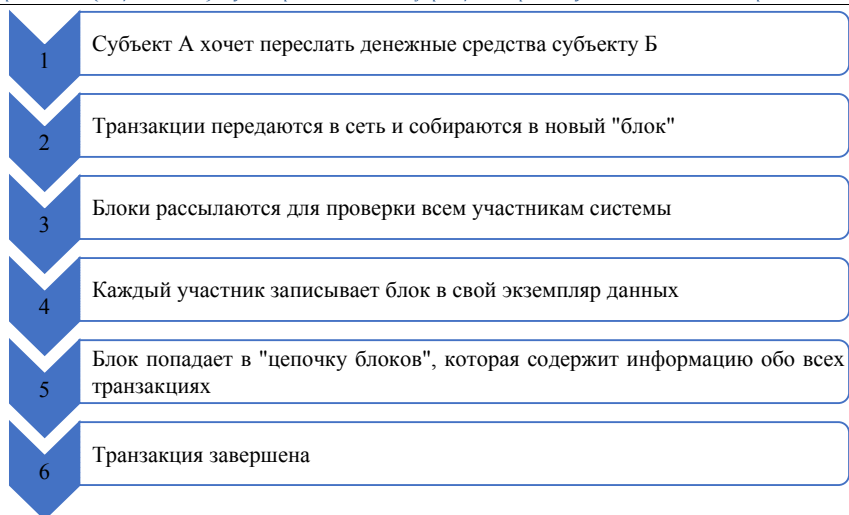 1
Субъект А хочет переслать денежные средства субъекту Б
2
Транзакции передаются в сеть и собираются в новый "блок"
3
Блоки рассылаются для проверки всем участникам системы
4
Каждый участник записывает блок в свой экземпляр данных
5
Блок попадает в "цепочку блоков", которая содержит информацию обо всех
транзакциях
6
Транзакция завершена